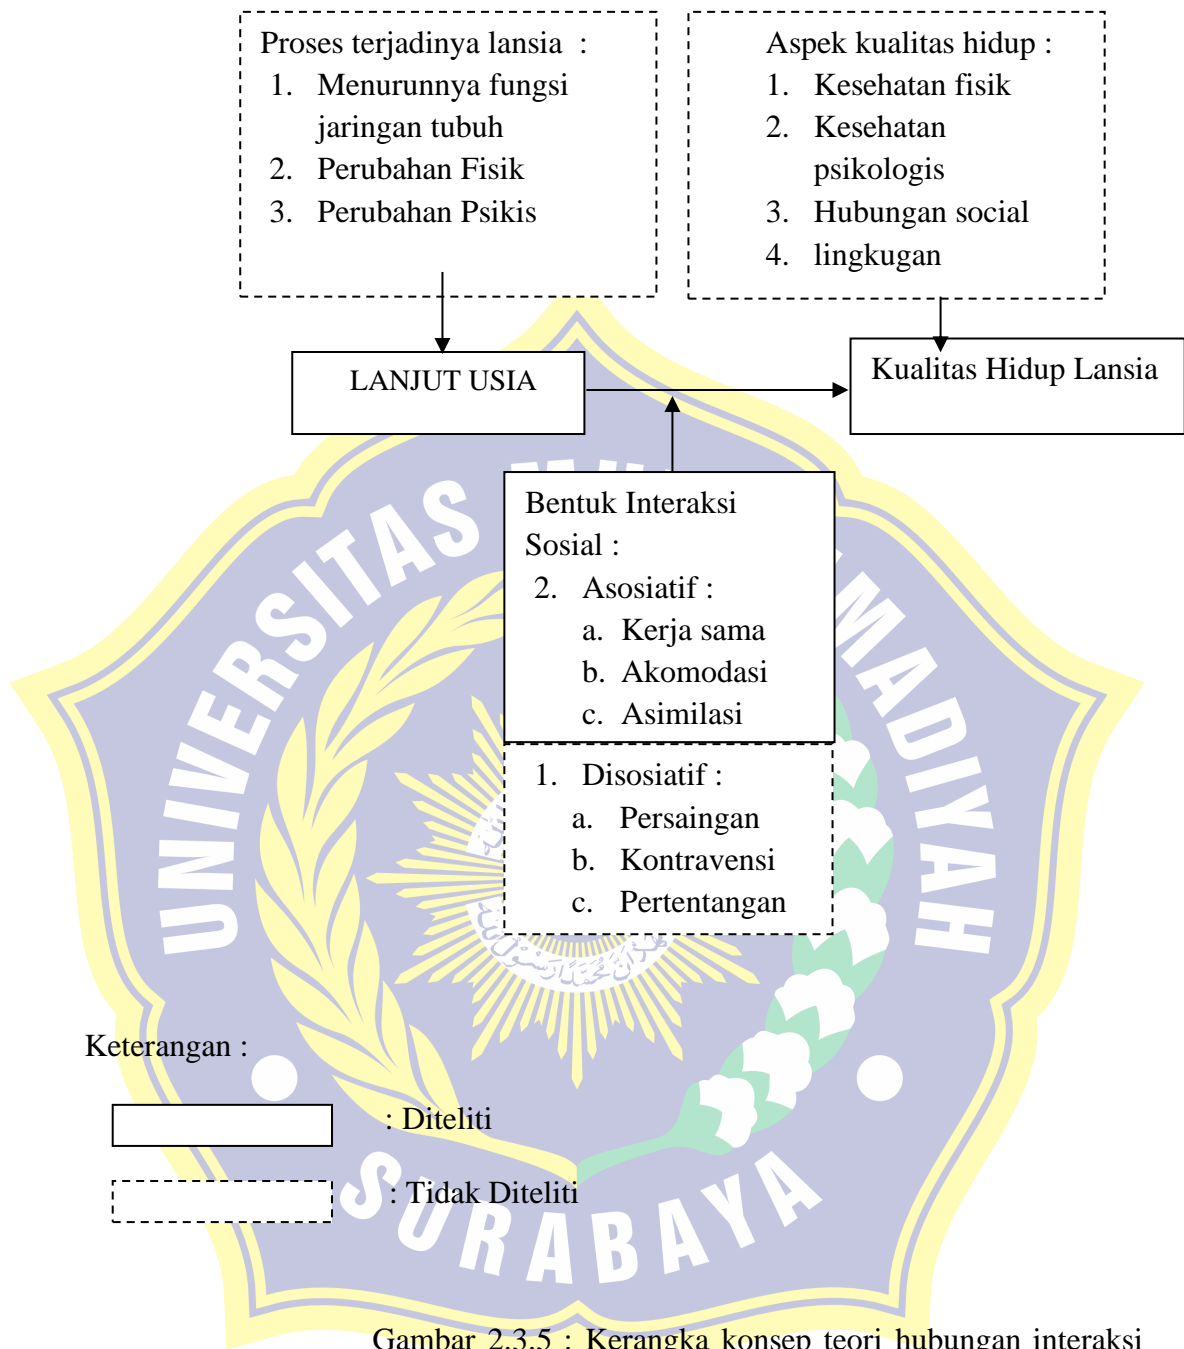 Proses terjadinya lansia :
1. Menurunnya fungsi
jaringan tubuh
2. Perubahan Fisik
3. Perubahan Psikis
Aspek kualitas hidup :
1. Kesehatan fisik
2. Kesehatan
psikologis
3. Hubungan social
4. lingkugan
LANJUT USIA
Kualitas Hidup Lansia
Bentuk Interaksi
Sosial :
2. Asosiatif :
a. Kerja sama
b. Akomodasi
c. Asimilasi
1. Disosiatif :
a. Persaingan
b. Kontravensi
c. Pertentangan
Keterangan :
: Diteliti
: Tidak Diteliti
UNIVERSITAS
SURABAYA
Gambar 2.3.5 : Kerangka konsep teori hubungan interaksi